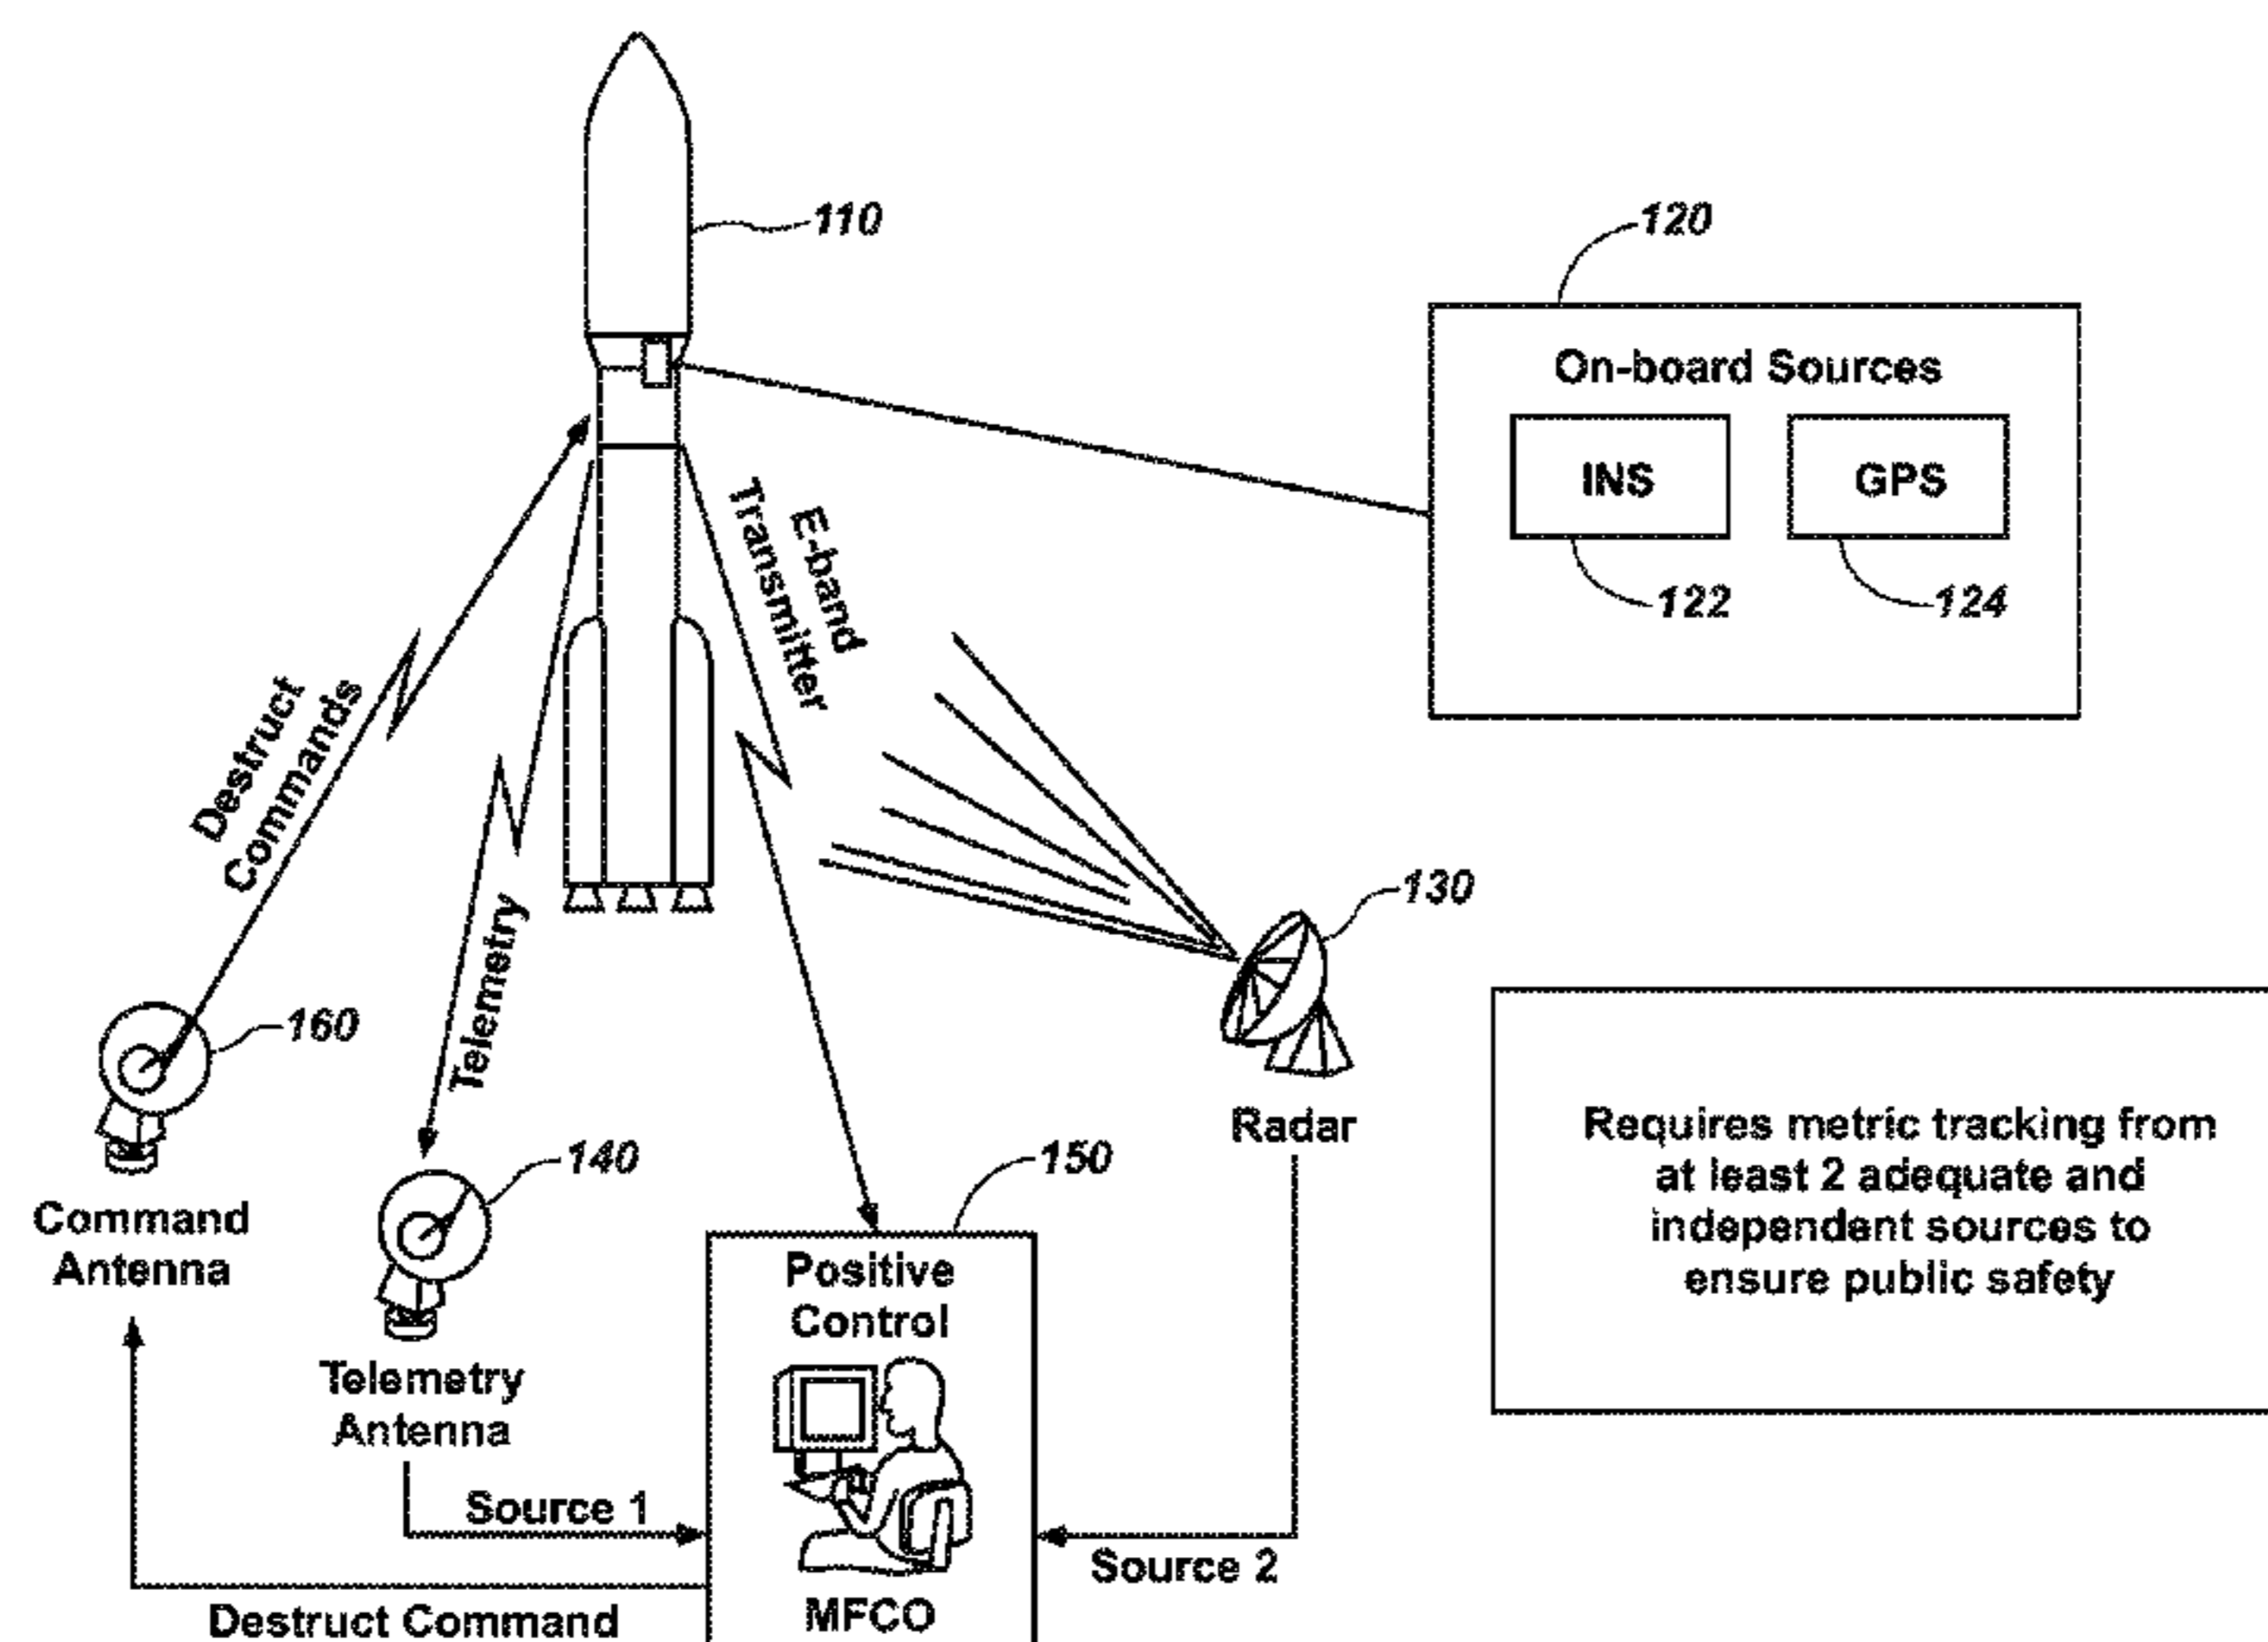 110
120
On-board Sources
INS
GPS
122
124
E-band
Transmitter
Destruct
Commands
Telemetry
130
Radar
160
Command
Antenna
140
Telemetry
Antenna
150
Positive
Control
MFCO
Source 1
Source 2
Destruct Command
Requires metric tracking from
at least 2 adequate and
independent sources to
ensure public safety